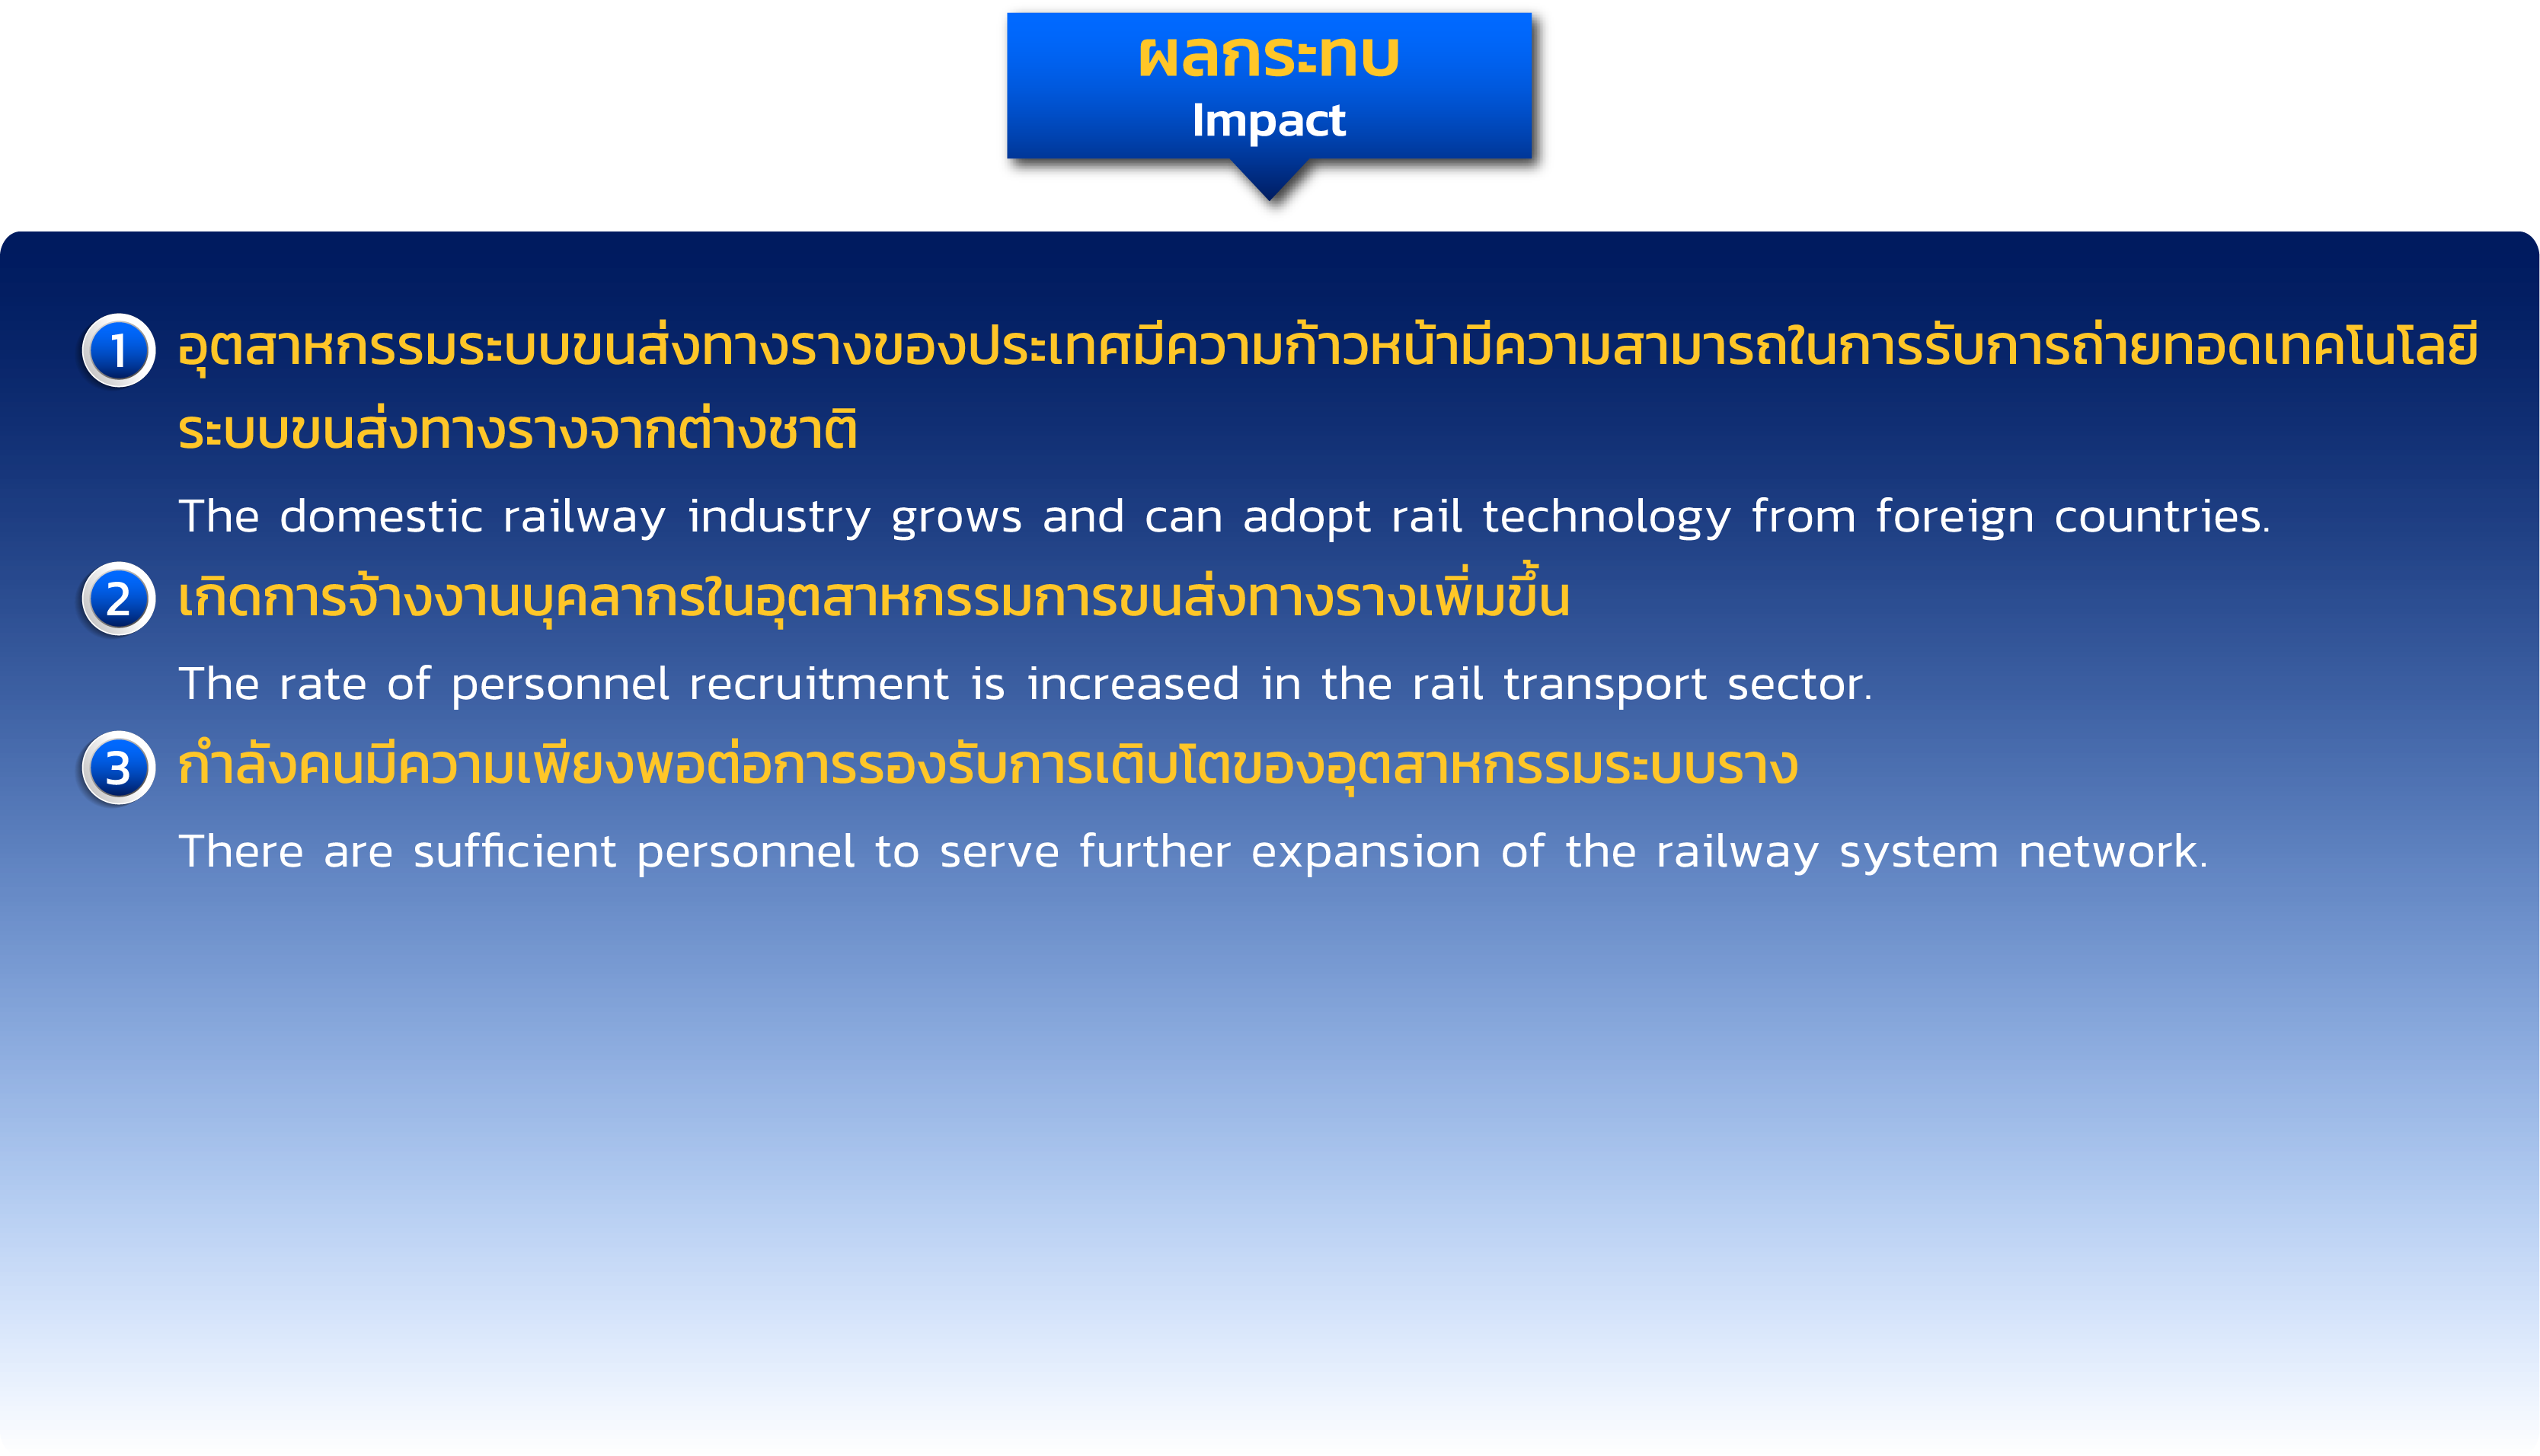 ผลกระทบ
Impact
1 อุตสาหกรรมระบบขนส่งทางรางของประเทศมีความก้าวหน้ามีความสามารถในการรับการถ่ายทอดเทคโนโลยี
ระบบขนส่งทางรางจากต่างชาติ
The domestic railway industry grows and can adopt rail technology from foreign countries.
2 เกิดการจ้างงานบุคลากรในอุตสาหกรรมการขนส่งทางรางเพิ่มขึ้น
The rate of personnel recruitment is increased in the rail transport sector.
3 กำลังคนมีความเพียงพอต่อการรองรับการเติบโตของอุตสาหกรรมระบบราง
There are sufficient personnel to serve further expansion of the railway system network.